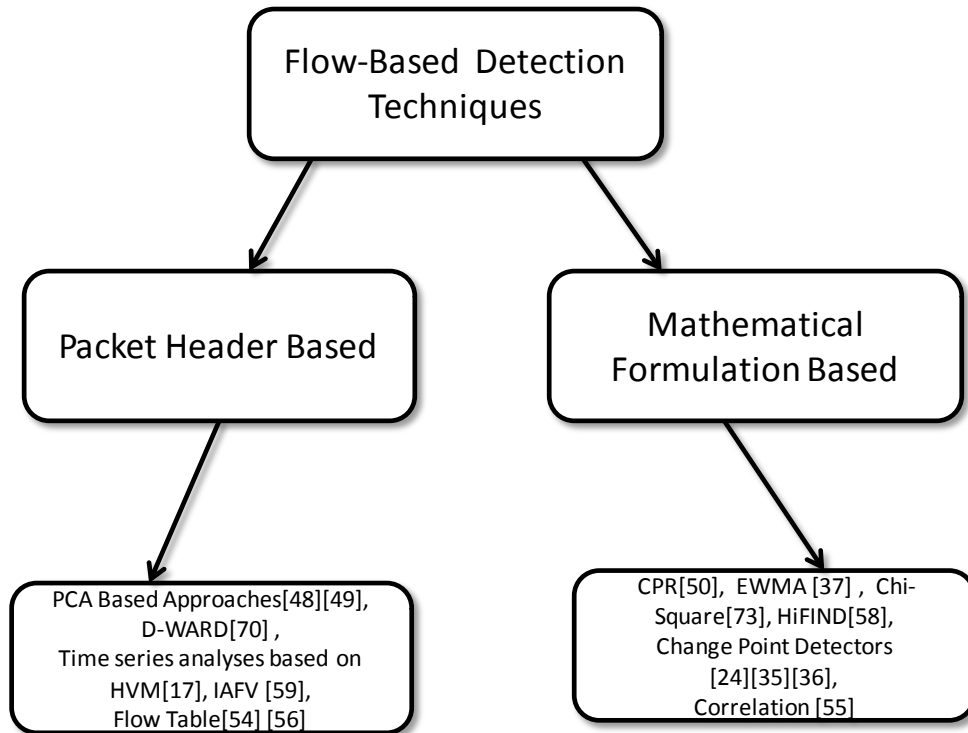 Flow-Based Detection
Techniques
Packet Header Based
Mathematical
Formulation Based
PCA Based Approaches[48][49],
D-WARD[70] ,
Time series analyses based on
HVM[17], IAFV [59],
Flow Table[54] [56]
CPR[50], EWMA [37] , Chi-
Square[73], HiFIND[58],
Change Point Detectors
[24][35][36],
Correlation [55]